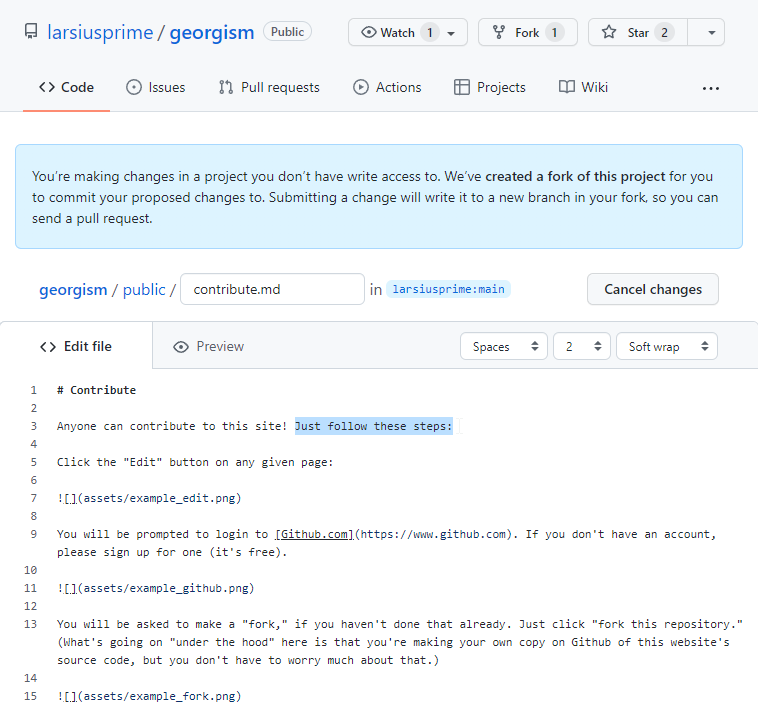 larsiusprime / georgism Public Watch 1 Fork 1 Star 2
Code Issues Pull requests Actions Projects Wiki ...
You're making changes in a project you don't have write access to. We've created a fork of this project for you
to commit your proposed changes to. Submitting a change will write it to a new branch in your fork, so you can
send a pull request.
georgism / public / contribute.md in larsiusprime:main Cancel changes
Edit file Preview Spaces 2 Soft wrap
1 # Contribute
2
3 Anyone can contribute to this site! Just follow these steps:
4
5 Click the "Edit" button on any given page:
6
7 ![](assets/example_edit.png)
8
9 You will be prompted to login to [Github.com](https://www.github.com). If you don't have an account,
please sign up for one (it's free).
10
11 ![](assets/example_github.png)
12
13 You will be asked to make a "fork," if you haven't done that already. Just click "fork this repository."
(What's going on "under the hood" here is that you're making your own copy on Github of this website's
source code, but you don't have to worry much about that.)
14
15 ![](assets/example_fork.png)